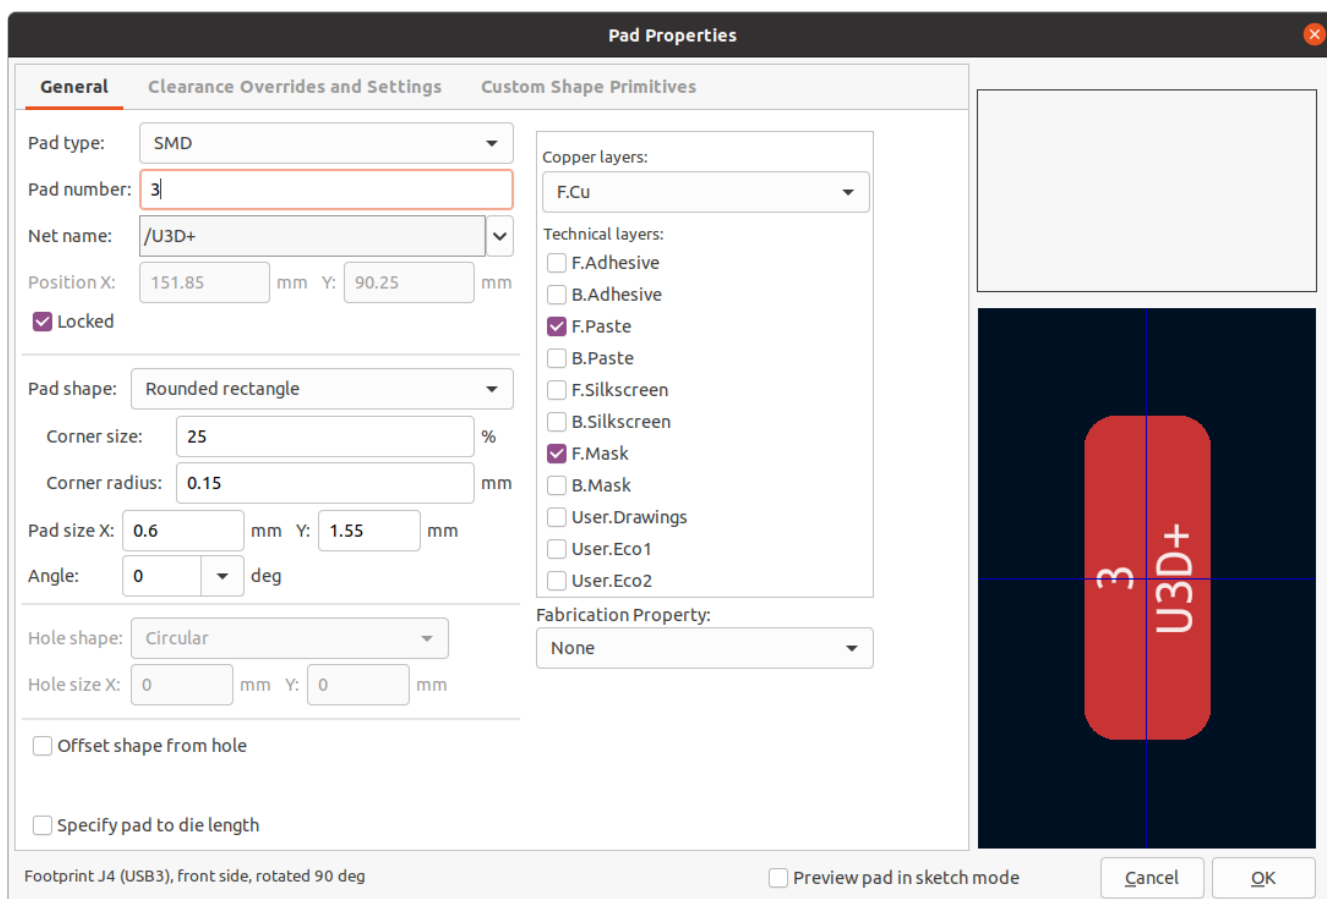 Pad Properties
General Clearance Overrides and Settings Custom Shape Primitives
Pad type: SMD
Pad number: 3
Net name: /U3D+
Position X: 151.85 mm Y: 90.25 mm
Locked
Pad shape: Rounded rectangle
Corner size: 25 %
Corner radius: 0.15 mm
Pad size X: 0.6 mm Y: 1.55 mm
Angle: 0 deg
Hole shape: Circular
Hole size X: 0 mm Y: 0 mm
Offset shape from hole
Specify pad to die length
Copper layers:
F.Cu
Technical layers:
F.Adhesive
B.Adhesive
F.Paste
B.Paste
F.Silkscreen
B.Silkscreen
F.Mask
B.Mask
User.Drawings
User.Eco1
User.Eco2
Fabrication Property:
None
3
U3D+
Footprint J4 (USB3), front side, rotated 90 deg
Preview pad in sketch mode
Cancel
OK